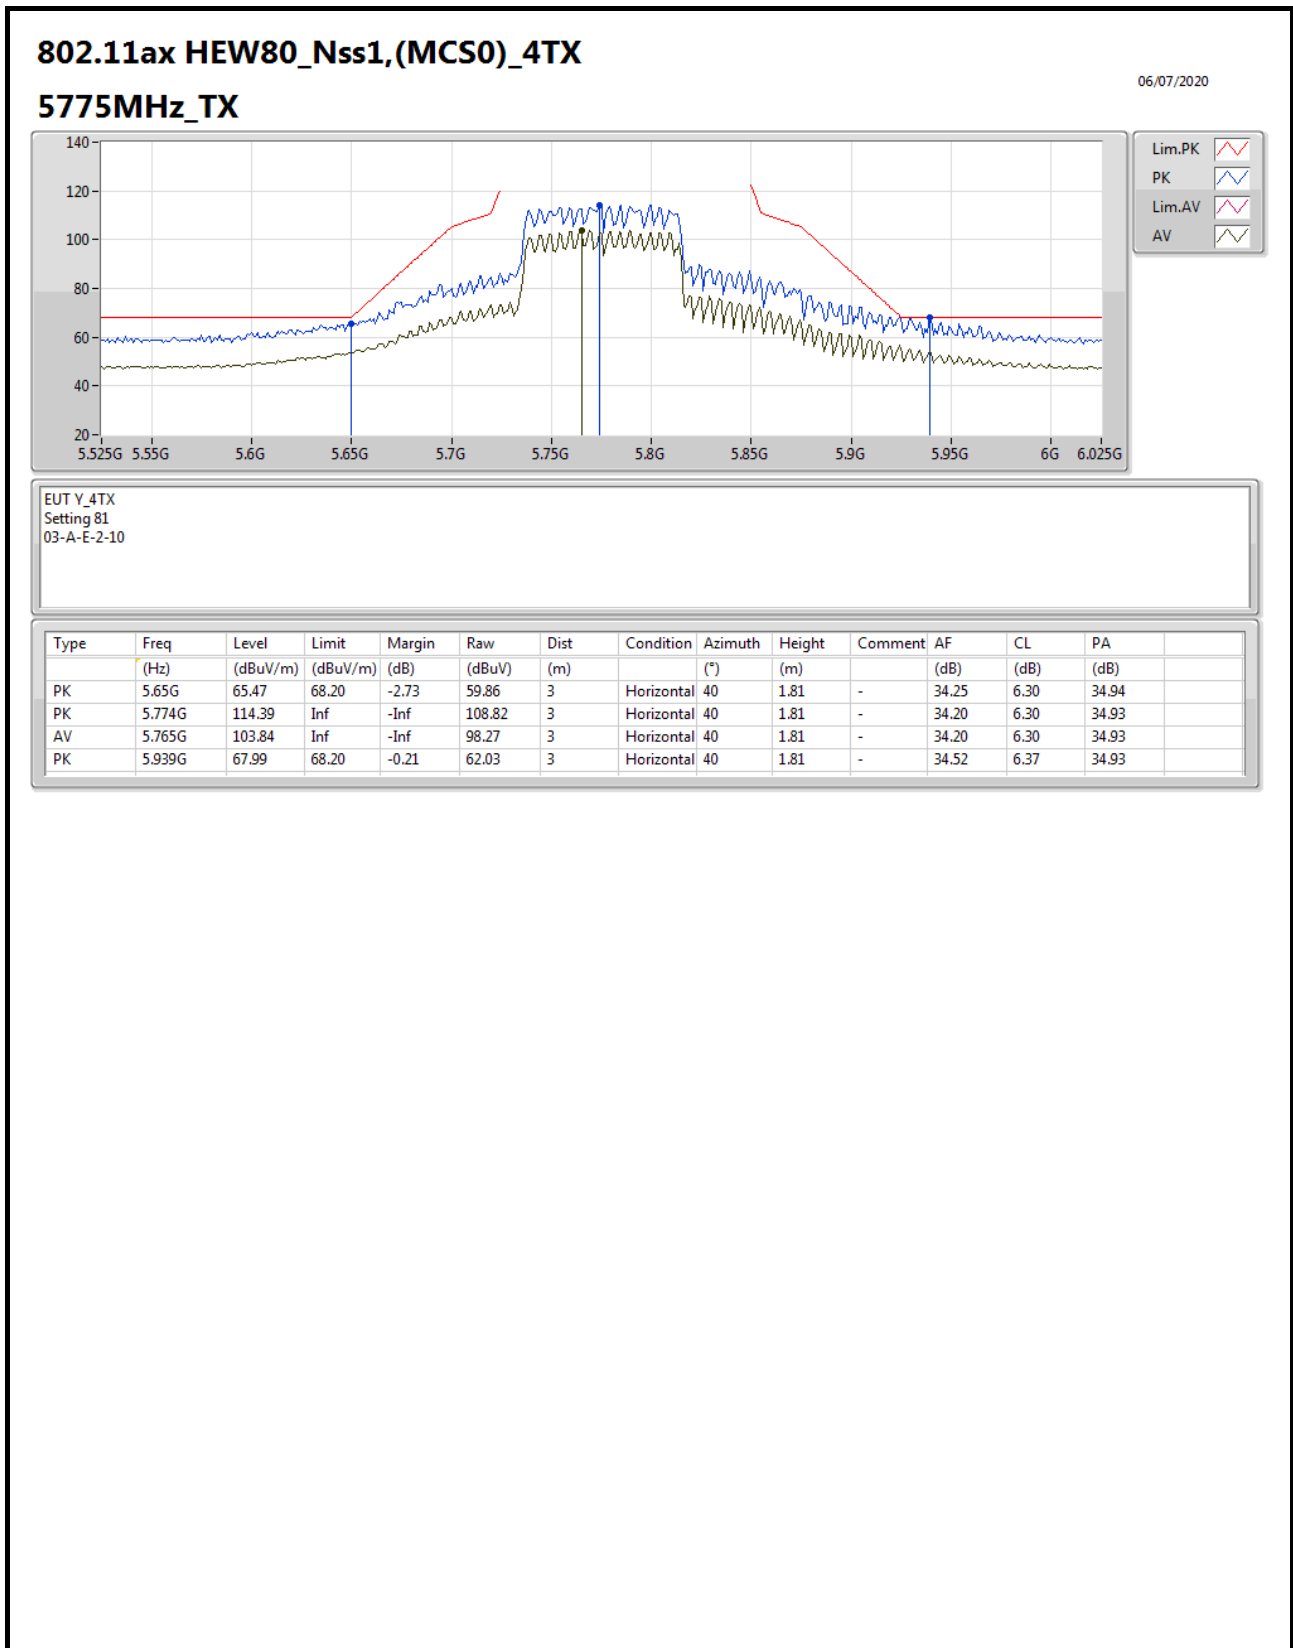 802.11ax HEW80_Nss1,(MCS0)_4TX
06/07/2020
5775MHz_TX
140
120
100
80
60
40
20
5.525G 5.55G 5.6G 5.65G 5.7G 5.75G 5.8G 5.85G 5.9G 5.95G 6G 6.025G
Lim.PK
PK
Lim.AV
AV
EUT Y_4TX
Setting 81
03-A-E-2-10
Type Freq Level Limit Margin Raw Dist Condition Azimuth Height Comment AF CL PA
(Hz) (dBuV/m) (dBuV/m) (dB) (dBuV) (m) (°) (m) (dB) (dB) (dB)
PK 5.65G 65.47 68.20 -2.73 59.86 3 Horizontal 40 1.81 - 34.25 6.30 34.94
PK 5.774G 114.39 Inf -Inf 108.82 3 Horizontal 40 1.81 - 34.20 6.30 34.93
AV 5.765G 103.84 Inf -Inf 98.27 3 Horizontal 40 1.81 - 34.20 6.30 34.93
PK 5.939G 67.99 68.20 -0.21 62.03 3 Horizontal 40 1.81 - 34.52 6.37 34.93